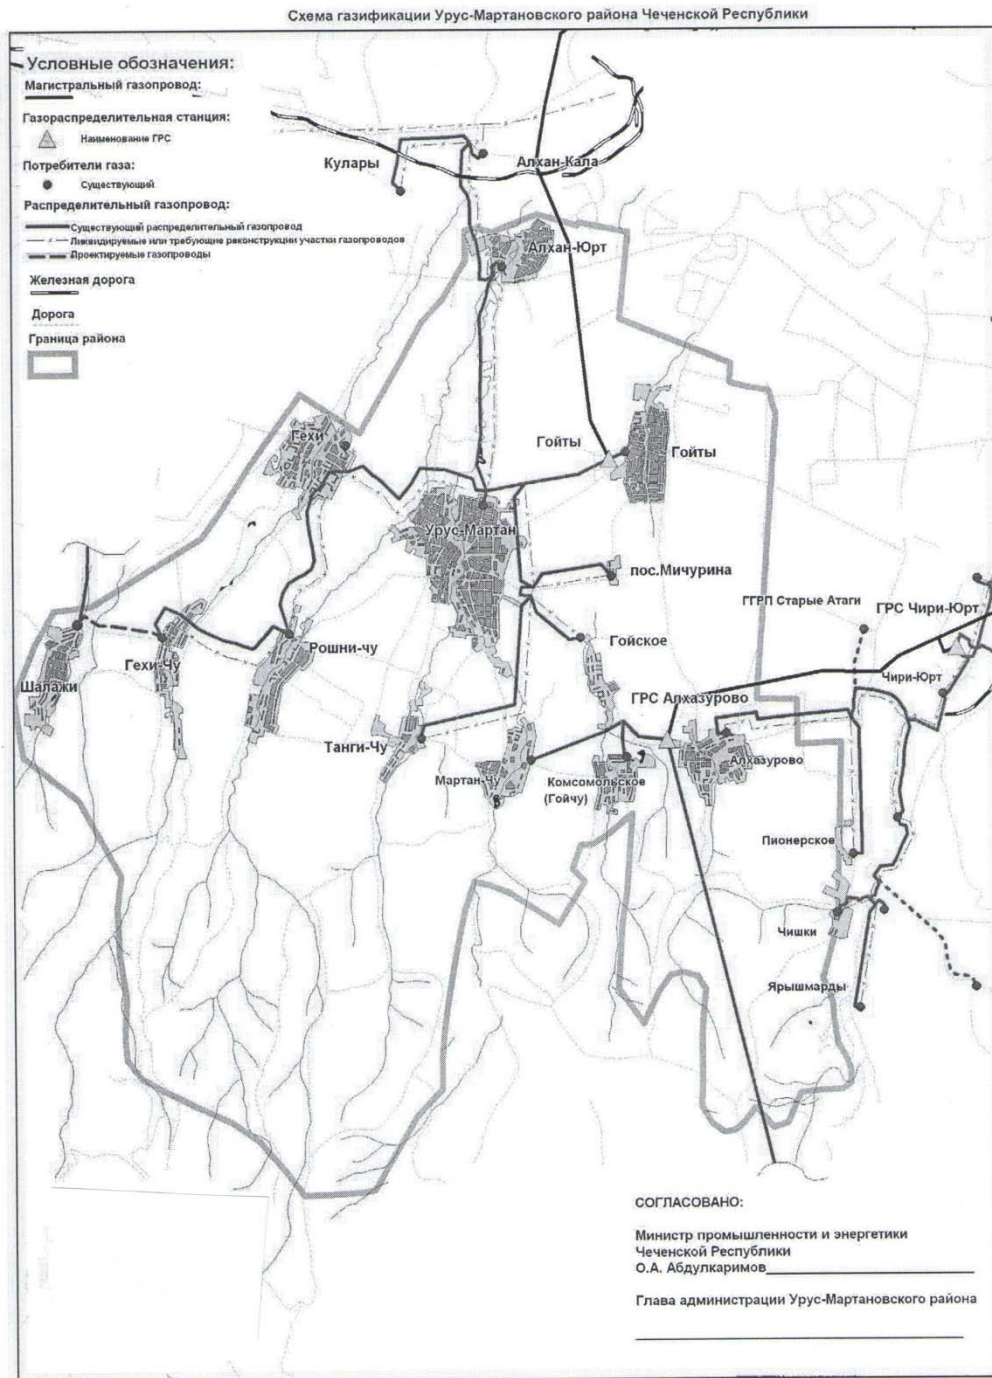 Схема газификации Урус-Мартановского района Чеченской Республики
Условные обозначения:
Магистральный газопровод:
Газораспределительная станция:
Наименование ГРС
Потребители газа:
Существующий
Распределительный газопровод:
Существующий распределительный газопровод
Ликвидируемые или требующие реконструкции участки газопроводов
Проектируемые газопроводы
Железная дорога
Дорога
Граница района
Кулары
Алхан-Кала
Алхан-Юрт
Гехи
Гойты
Гойты
Урус-Мартан
пос.Мичурина
ГГРП Старые Атаги
ГРС Чири-Юрт
Гойское
Рошни-чу
Гехи-Чу
Шалажи
Чири-Юрт
ГРС Алхазурово
Танги-Чу
Алхазурово
Мартан-Чу
Комсомольское
(Гойчу)
Пионерское
Чишки
Ярышмарды
СОГЛАСОВАНО:
Министр промышленности и энергетики
Чеченской Республики
О.А. Абдулкаримов
Глава администрации Урус-Мартановского района